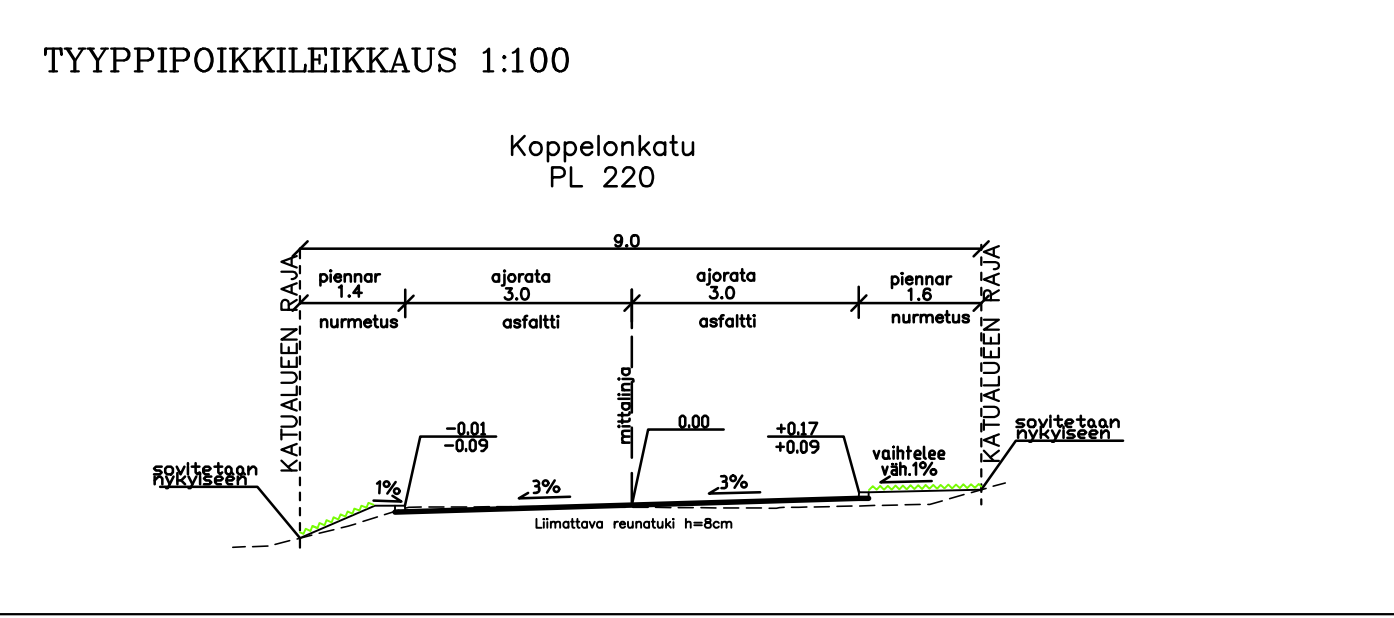 TYYPPIPOIKKILEIKKAUS 1:100
Koppelonkatu
PL 220
9.0
piennar
1.4
nurmetus
ajorata
3.0
asfaltti
ajorata
3.0
asfaltti
piennar
1.6
nurmetus
KATUALUEEN RAJA
mittalinja
KATUALUEEN RAJA
sovitetaan
nykyiseen
1%
-0.01
-0.09
3%
0.00
3%
+0.17
+0.09
vaihtelee
väh.1%
sovitetaan
nykyiseen
Liimattava reunatuki h=8cm